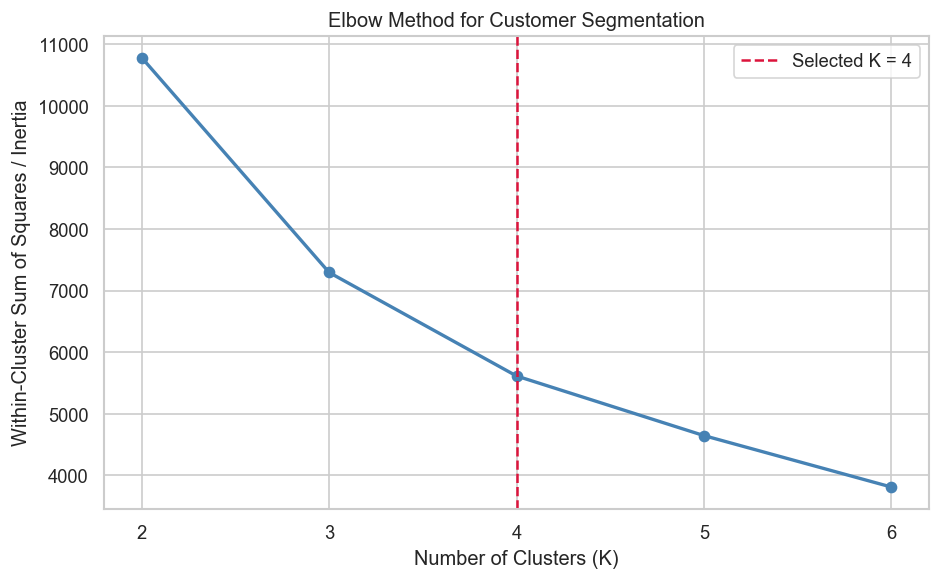 Elbow Method for Customer Segmentation
Selected K = 4
Within-Cluster Sum of Squares / Inertia
11000
10000
9000
8000
7000
6000
5000
4000
2 3 4 5 6
Number of Clusters (K)